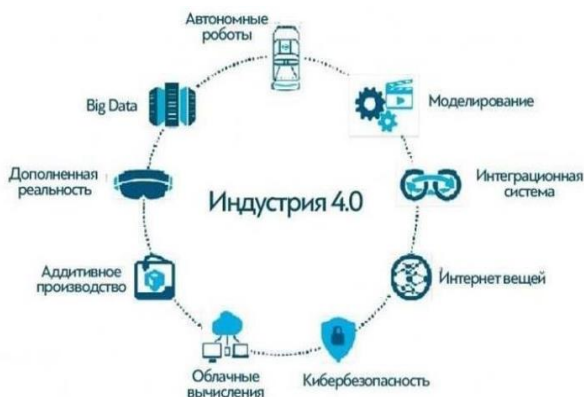 Автономные
роботы
Big Data
Моделирование
Дополненная
реальность
Интеграционная
система
Индустрия 4.0
Аддитивное
производство
Интернет вещей
Облачные
вычисления
Кибербезопасность